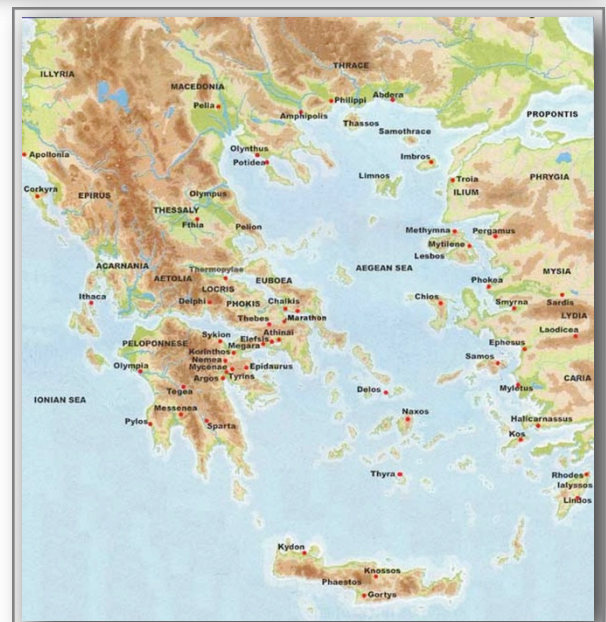 THRACE
ILLYRIA
MACEDONIA
Pella
Philippi
Abdera
Amphipolis
Thassos
PROPONTIS
Samothrace
Olynthus
Potidea
Apollonia
Imbros
Limnos
Troia
ILIUM
PHRYGIA
Corkyra
EPIRUS
Olympus
THESSALY
Fthia
Pelion
Methymna
Pergamus
Mytilene
Lesbos
ACARNANIA
Thermopylae
AETOLIA
EUBOEA
AEGEAN SEA
MYSIA
LOCRIS
Phokea
Ithaca
Delphi
PHOKIS
Chalkis
Chios
Smyrna
Sardis
Thebes
Marathon
LYDIA
Laodicea
Sykion
Athinai
Elefsis
Megara
PELOPONNESE
Korinthos
Ephesus
Nemea
Samos
Olympia
Mycenae
Epidaurus
Argos
Tyrins
CARIA
Tegea
Delos
Myletus
IONIAN SEA
Messenea
Naxos
Pylos
Sparta
Halicarnassus
Kos
Thyra
Rhodes
Ialyssos
Lindos
Kydon
Knossos
Phaestos
Gortys